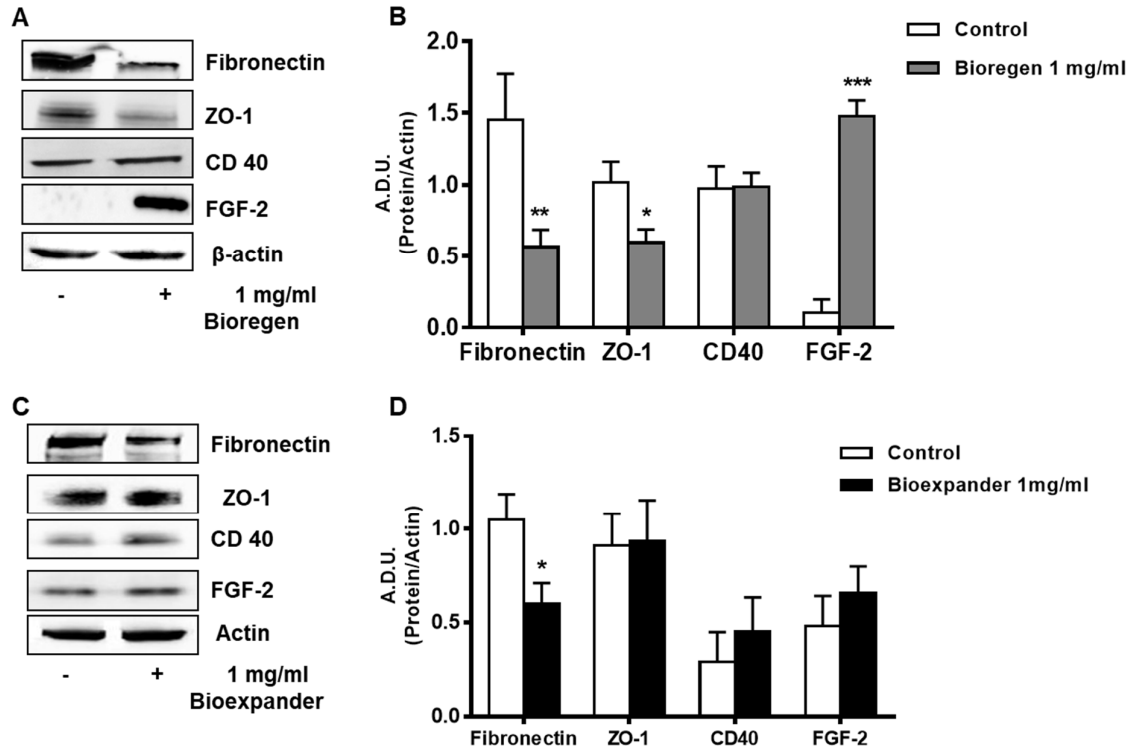 A
Fibronectin
ZO-1
CD 40
FGF-2
β-actin
- + 1 mg/ml
Bioregen
B
A.D.U.
(Protein/Actin)
2.0
1.5
1.0
0.5
0.0
** * ***
Fibronectin ZO-1 CD40 FGF-2
Control
Bioregen 1 mg/ml
C
Fibronectin
ZO-1
CD 40
FGF-2
Actin
- + 1 mg/ml
Bioexpander
D
A.D.U.
(Protein/Actin)
1.5
1.0
0.5
0.0
*
Fibronectin ZO-1 CD40 FGF-2
Control
Bioexpander 1mg/ml